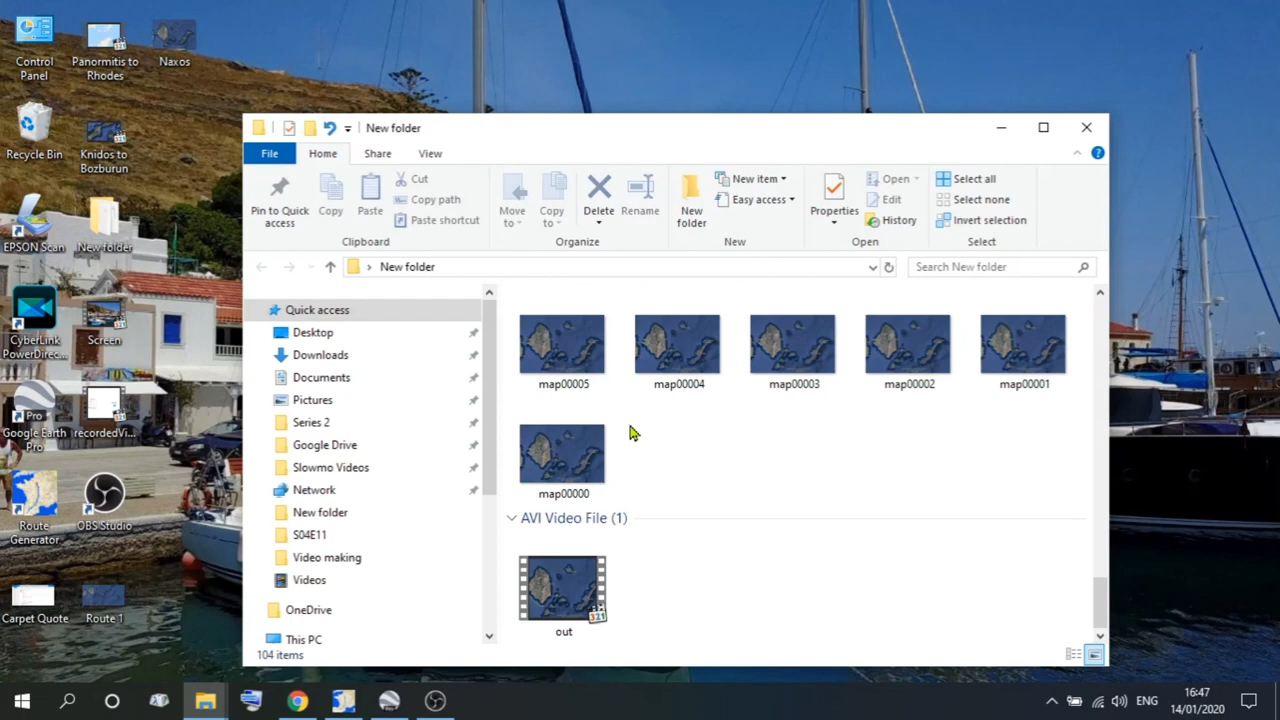 Control
Panel
Panormitis to
Rhodes
Naxos
Recycle Bin
Knidos to
Bozburun
EPSON Scan
New folder
CyberLink
PowerDirec...
Screen
Pro
Google Earth
Pro
recordedVi...
Route
Generator
OBS Studio
Carpet Quote
Route 1
New folder
File
Home
Share
View
Pin to Quick
access
Copy
Paste
Cut
Copy path
Paste shortcut
Clipboard
Move
to
Copy
to
Delete
Rename
Organize
New
folder
New item
Easy access
New
Properties
Open
Edit
History
Open
Select all
Select none
Invert selection
Select
New folder
Search New folder
Quick access
Desktop
Downloads
Documents
Pictures
Series 2
Google Drive
Slowmo Videos
Network
New folder
S04E11
Video making
Videos
OneDrive
This PC
map00005
map00004
map00003
map00002
map00001
map00000
AVI Video File (1)
321
out
104 items
ENG
16:47
14/01/2020